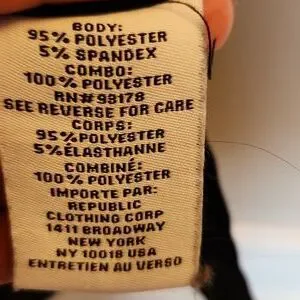 BODY:
95% POLYESTER
5% SPANDEX
COMBO:
100% POLYESTER
RN# 93178
SEE REVERSE FOR CARE
CORPS:
95% POLYESTER
5% ÉLASTHANNE
COMBINÉ:
100% POLYESTER
IMPORTE PAR:
REPUBLIC
CLOTHING CORP
1411 BROADWAY
NEW YORK
NY 10018 USA
ENTRETIEN AU VERSO